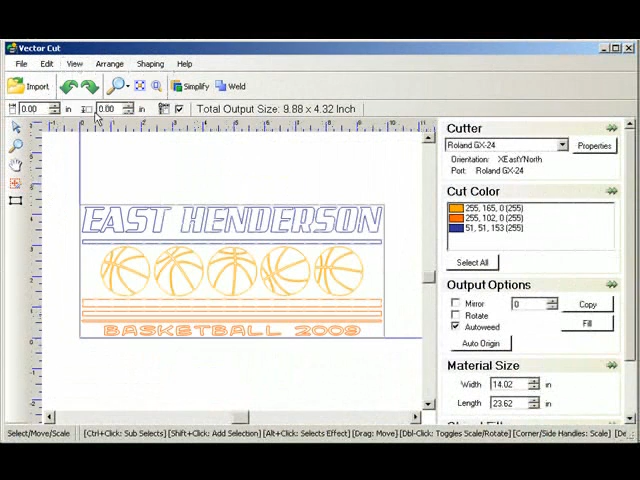 Vector Cut
File Edit View Arrange Shaping Help
Import Simplify Weld
0.00 in 0.00 in Total Output Size: 9.88 x 4.32 Inch
Cutter
Roland GX-24 Properties
Orientation: XEastYNorth
Port: Roland GX-24
Cut Color
255, 165, 0 (255)
255, 102, 0 (255)
51, 51, 153 (255)
Select All
Output Options
Mirror 0 Copy
Rotate
Autoweed Fill
Auto Origin
Material Size
Width 14.02 in
Length 23.62 in
EAST HENDERSON
BASKETBALL 2009
Select/Move/Scale [Ctrl+Click: Sub Selects] [Shift+Click: Add Selection] [Alt+Click: Selects Effect] [Drag: Move] [Dbl-Click: Toggles Scale/Rotate] [Corner/Side Handles: Scale] [De